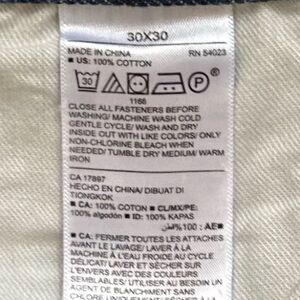 30X30
MADE IN CHINA RN 54023
■ US: 100% COTTON
30 P
1166
CLOSE ALL FASTENERS BEFORE
WASHING/ MACHINE WASH COLD
GENTLE CYCLE/ WASH AND DRY
INSIDE OUT WITH LIKE COLORS/ ONLY
NON-CHLORINE BLEACH WHEN
NEEDED/ TUMBLE DRY MEDIUM/ WARM
IRON
CA 17897
HECHO EN CHINA/ DIBUAT DI
TIONGKOK
■ CA: 100% COTON ■ CL/MX/PE:
100% algodón ■ ID: 100% KAPAS
■ AE: 100% قطن
■ CA: FERMER TOUTES LES ATTACHES
AVANT LE LAVAGE/ LAVER À LA
MACHINE À L'EAU FROIDE AU CYCLE
DÉLICAT/ LAVER ET SÉCHER SUR
L'ENVERS AVEC DES COULEURS
SEMBLABLES/ UTILISER AU BESOIN UN
AGENT DE BLANCHIMENT SANS